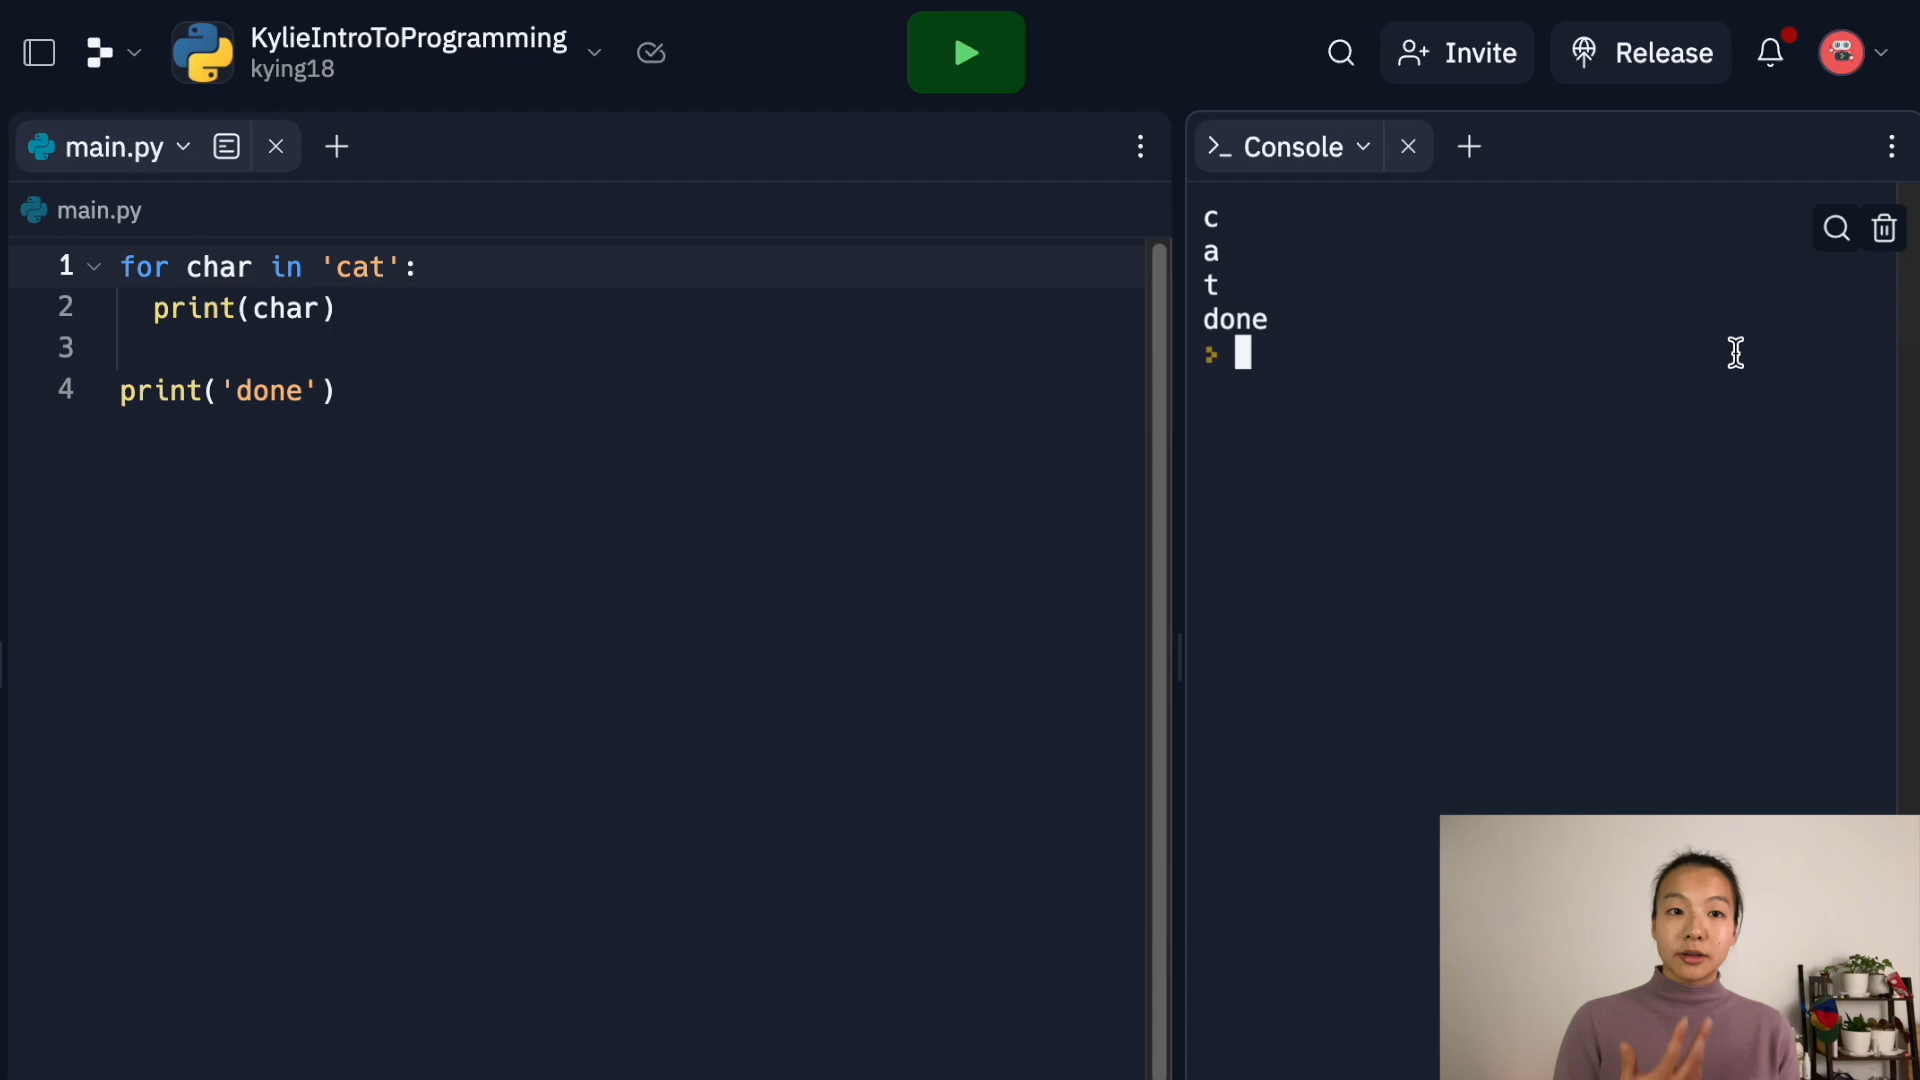 KylieIntroToProgramming
kying18
Invite
Release
main.py
Console
main.py
1 for char in 'cat':
2 print(char)
3
4 print('done')
c
a
t
done